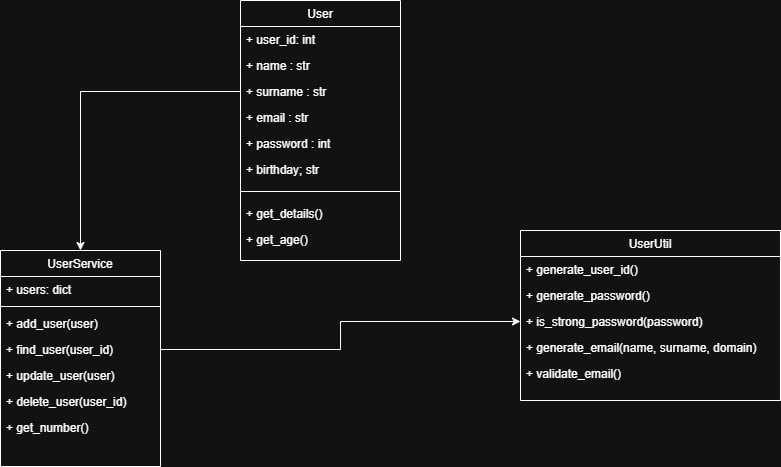 User
+ user_id: int
+ name : str
+ surname : str
+ email : str
+ password : int
+ birthday; str
+ get_details()
+ get_age()
UserService
+ users: dict
+ add_user(user)
+ find_user(user_id)
+ update_user(user)
+ delete_user(user_id)
+ get_number()
UserUtil
+ generate_user_id()
+ generate_password()
+ is_strong_password(password)
+ generate_email(name, surname, domain)
+ validate_email()